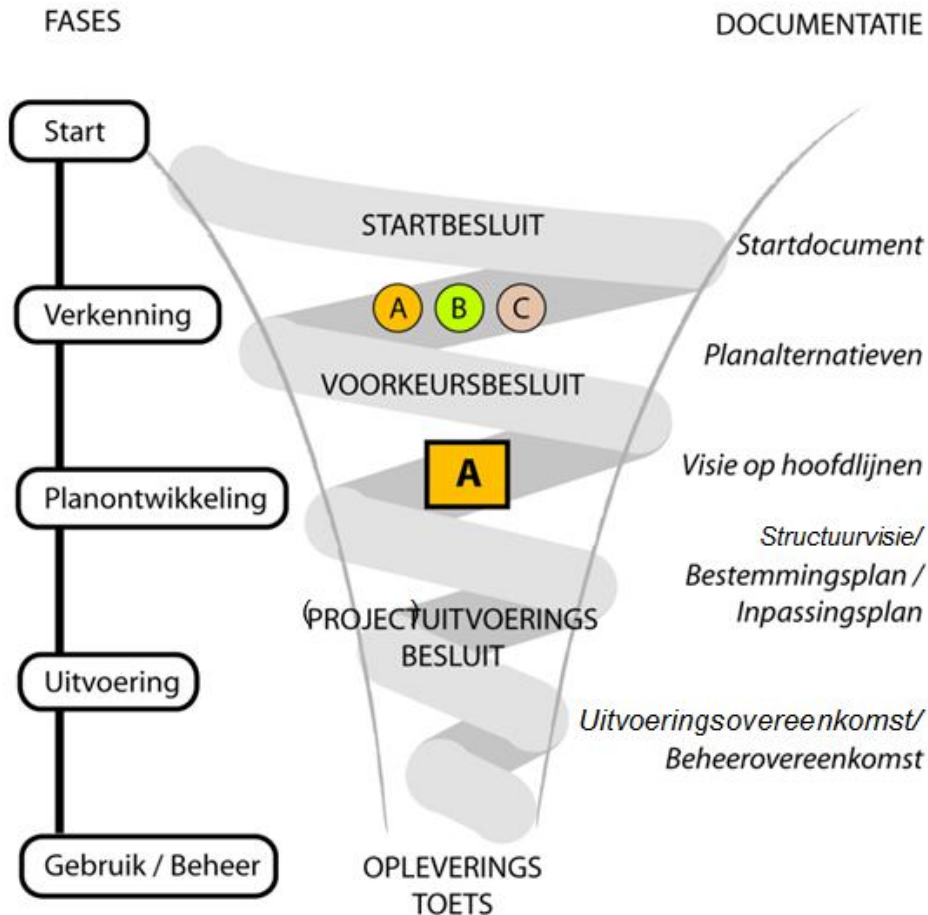 FASES
DOCUMENTATIE
Start
STARTBESLUIT
Startdocument
Verkenning
A B C
Planalternatieven
VOORKEURSBESLUIT
Visie op hoofdlijnen
A
Planontwikkeling
Structuurvisie/
Bestemmingsplan /
Inpassingsplan
(PROJECT)UITVOERINGS
BESLUIT
Uitvoering
Uitvoeringsovereenkomst/
Beheerovereenkomst
Gebruik / Beheer
OPLEVERINGS
TOETS